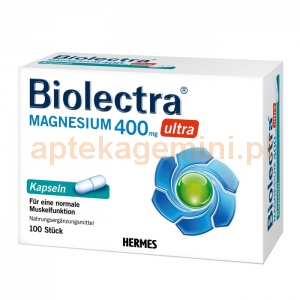 Biolectra®
MAGNESIUM 400 mg
ultra
aptekagemini.pl
Kapseln
Für eine normale
Muskelfunktion
Nahrungsergänzungsmittel
100 Stück
HERMES